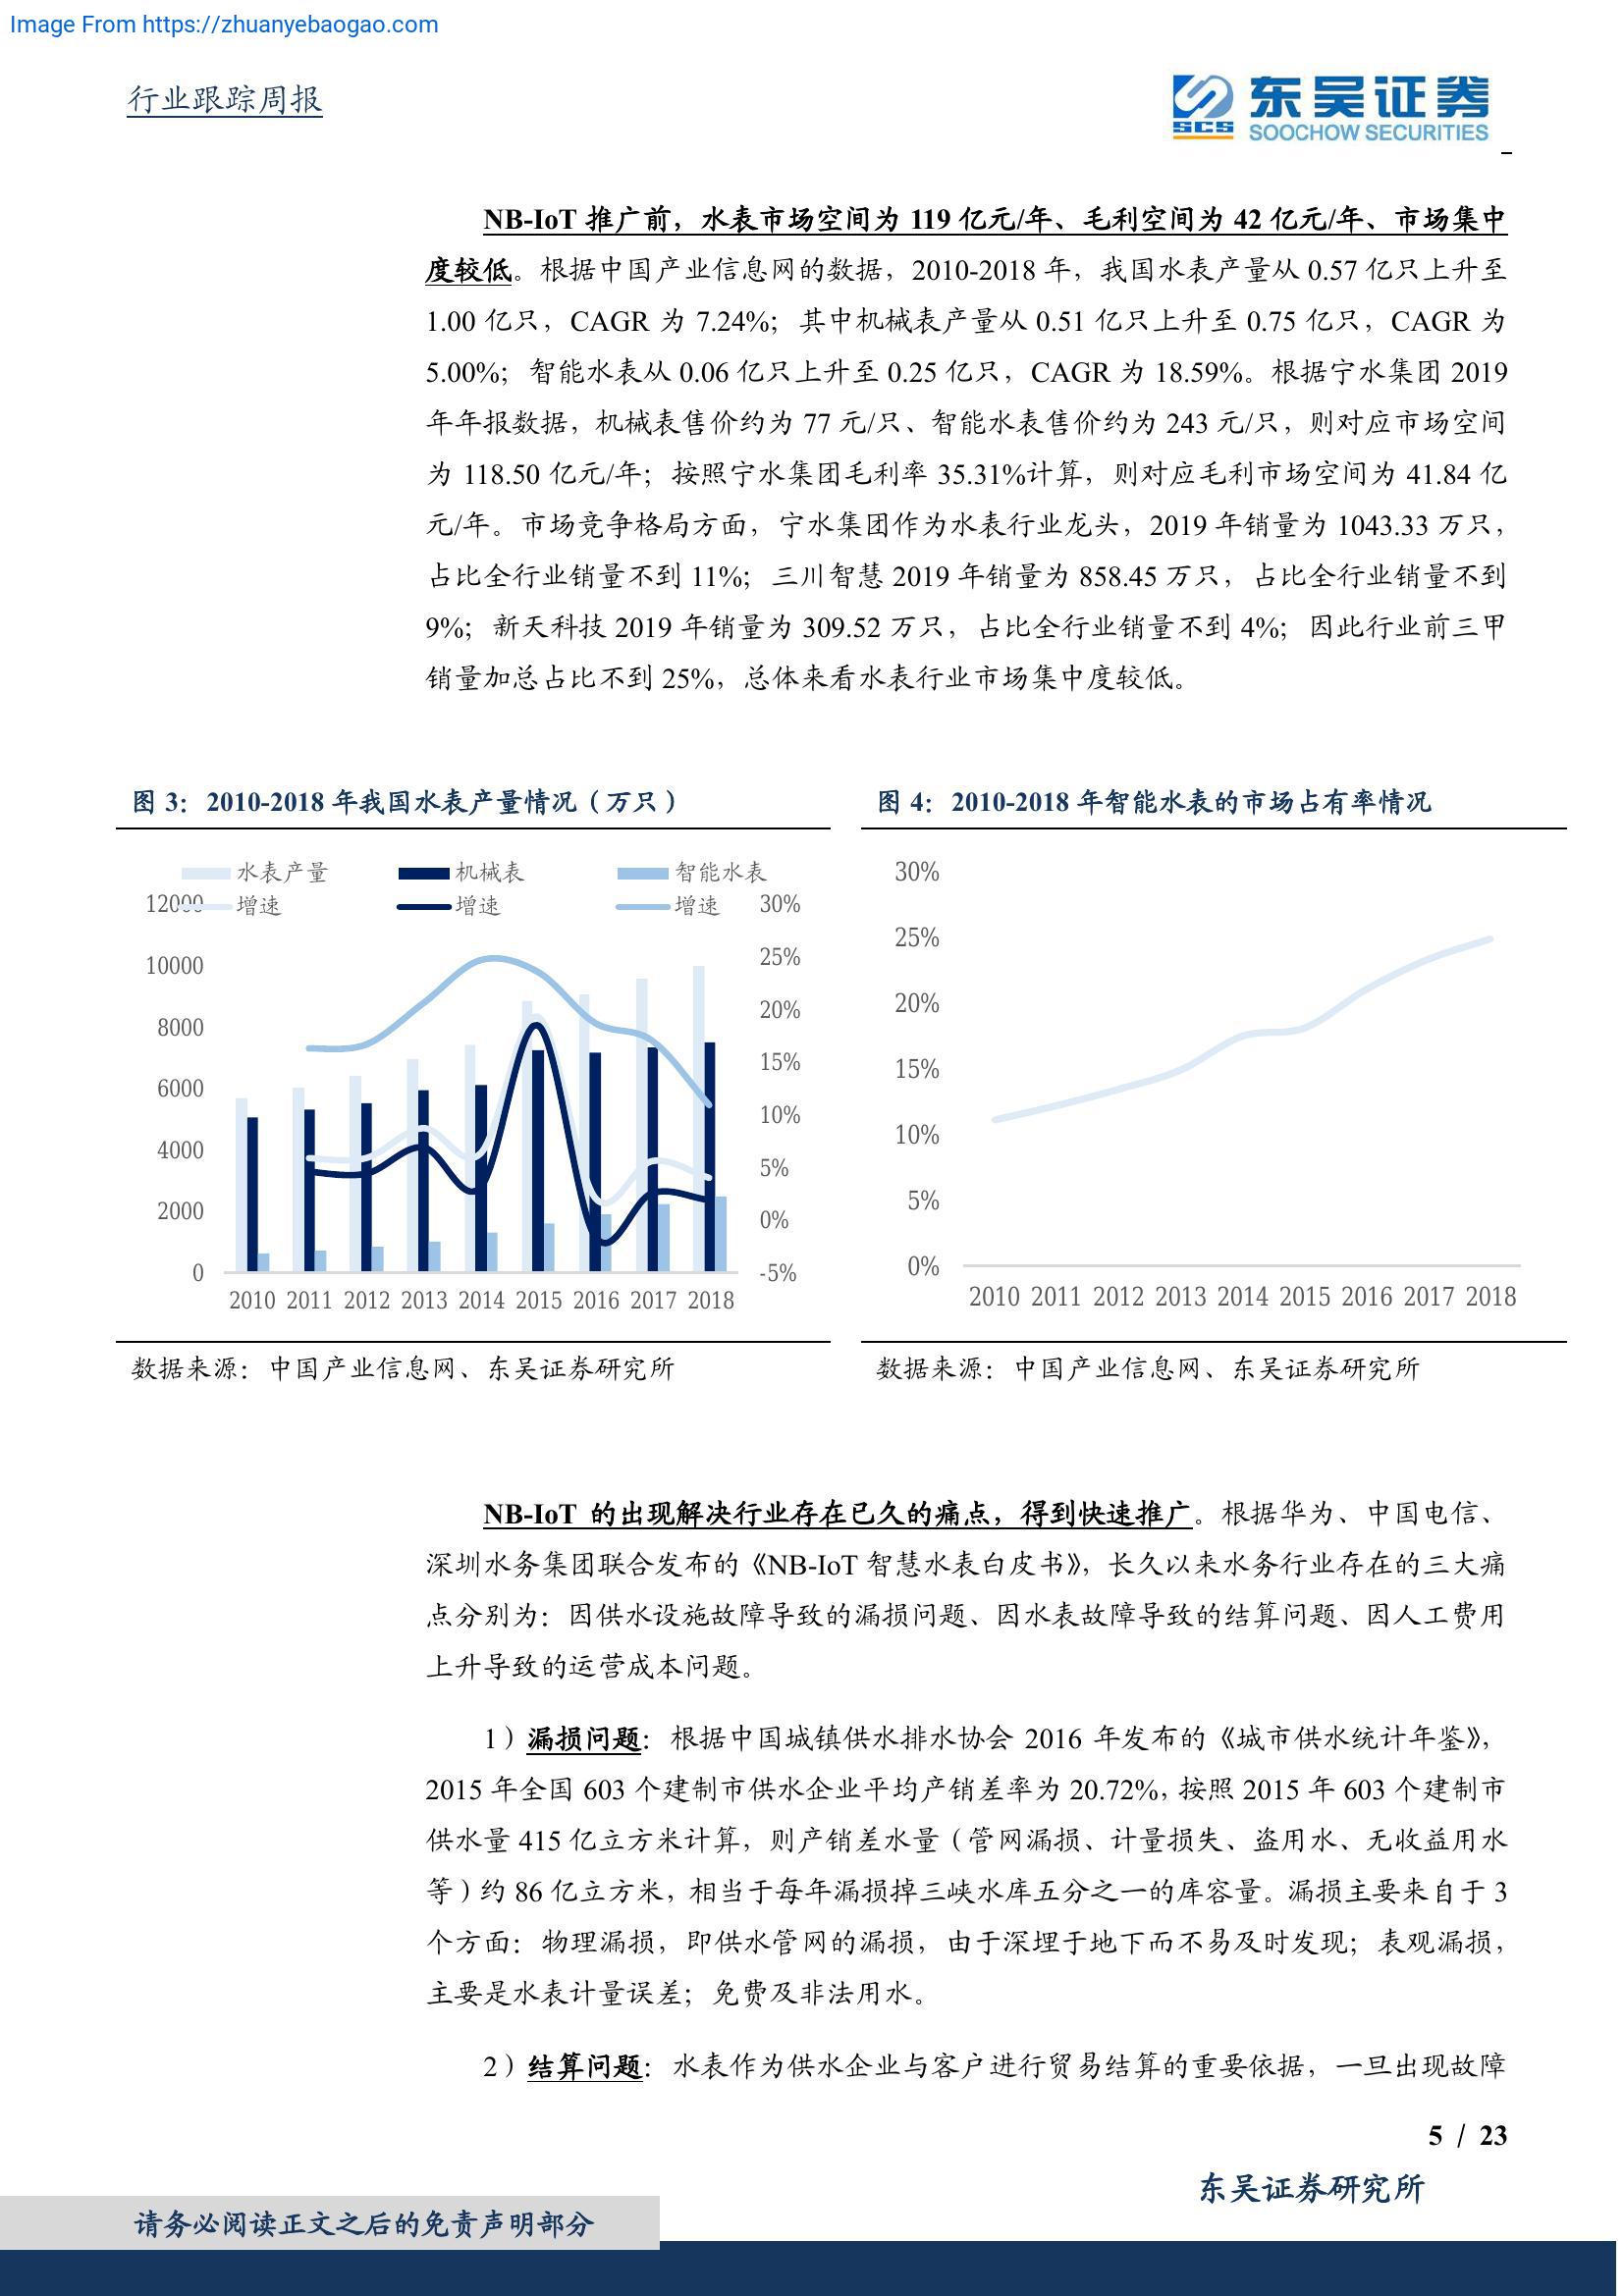 Image From https://zhuanyebaogao.com
行业跟踪周报
东吴证券
SCS
SOOCHOW SECURITIES
NB-IoT 推广前，水表市场空间为 119 亿元/年、毛利空间为 42 亿元/年、市场集中
度较低。根据中国产业信息网的数据，2010-2018 年，我国水表产量从 0.57 亿只上升至
1.00 亿只，CAGR 为 7.24%；其中机械表产量从 0.51 亿只上升至 0.75 亿只，CAGR 为
5.00%；智能水表从 0.06 亿只上升至 0.25 亿只，CAGR 为 18.59%。根据宁水集团 2019
年年报数据，机械表售价约为 77 元/只、智能水表售价约为 243 元/只，则对应市场空间
为 118.50 亿元/年；按照宁水集团毛利率 35.31%计算，则对应毛利市场空间为 41.84 亿
元/年。市场竞争格局方面，宁水集团作为水表行业龙头，2019 年销量为 1043.33 万只，
占比全行业销量不到 11%；三川智慧 2019 年销量为 858.45 万只，占比全行业销量不到
9%；新天科技 2019 年销量为 309.52 万只，占比全行业销量不到 4%；因此行业前三甲
销量加总占比不到 25%，总体来看水表行业市场集中度较低。
图 3：2010-2018 年我国水表产量情况（万只）
水表产量 机械表 智能水表
增速 增速 增速
12000
10000
8000
6000
4000
2000
0
30%
25%
20%
15%
10%
5%
0%
-5%
2010 2011 2012 2013 2014 2015 2016 2017 2018
数据来源：中国产业信息网、东吴证券研究所
图 4：2010-2018 年智能水表的市场占有率情况
30%
25%
20%
15%
10%
5%
0%
2010 2011 2012 2013 2014 2015 2016 2017 2018
数据来源：中国产业信息网、东吴证券研究所
NB-IoT 的出现解决行业存在已久的痛点，得到快速推广。根据华为、中国电信、
深圳水务集团联合发布的《NB-IoT 智慧水表白皮书》，长久以来水务行业存在的三大痛
点分别为：因供水设施故障导致的漏损问题、因水表故障导致的结算问题、因人工费用
上升导致的运营成本问题。
1）漏损问题：根据中国城镇供水排水协会 2016 年发布的《城市供水统计年鉴》，
2015 年全国 603 个建制市供水企业平均产销差率为 20.72%，按照 2015 年 603 个建制市
供水量 415 亿立方米计算，则产销差水量（管网漏损、计量损失、盗用水、无收益用水
等）约 86 亿立方米，相当于每年漏损掉三峡水库五分之一的库容量。漏损主要来自于 3
个方面：物理漏损，即供水管网的漏损，由于深埋于地下而不易及时发现；表观漏损，
主要是水表计量误差；免费及非法用水。
2）结算问题：水表作为供水企业与客户进行贸易结算的重要依据，一旦出现故障
5 / 23
东吴证券研究所
请务必阅读正文之后的免责声明部分